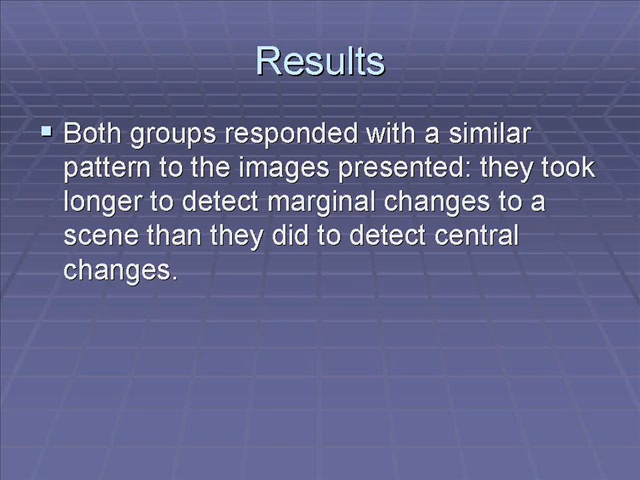 Results
▪ Both groups responded with a similar
pattern to the images presented: they took
longer to detect marginal changes to a
scene than they did to detect central
changes.